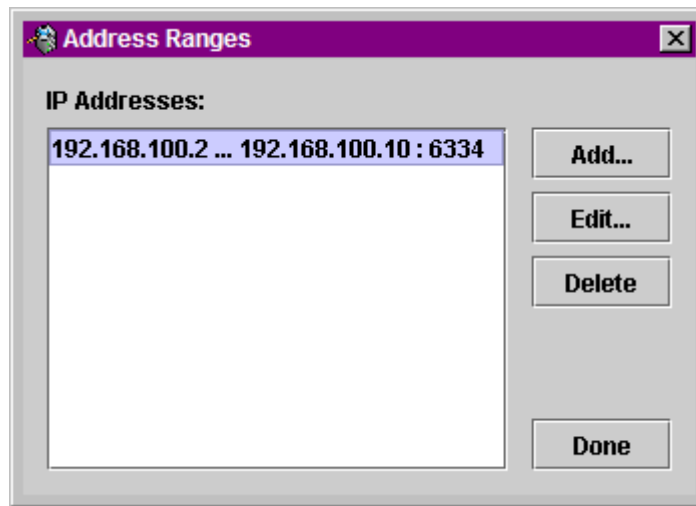 Address Ranges
IP Addresses:
192.168.100.2 ... 192.168.100.10 : 6334
Add...
Edit...
Delete
Done